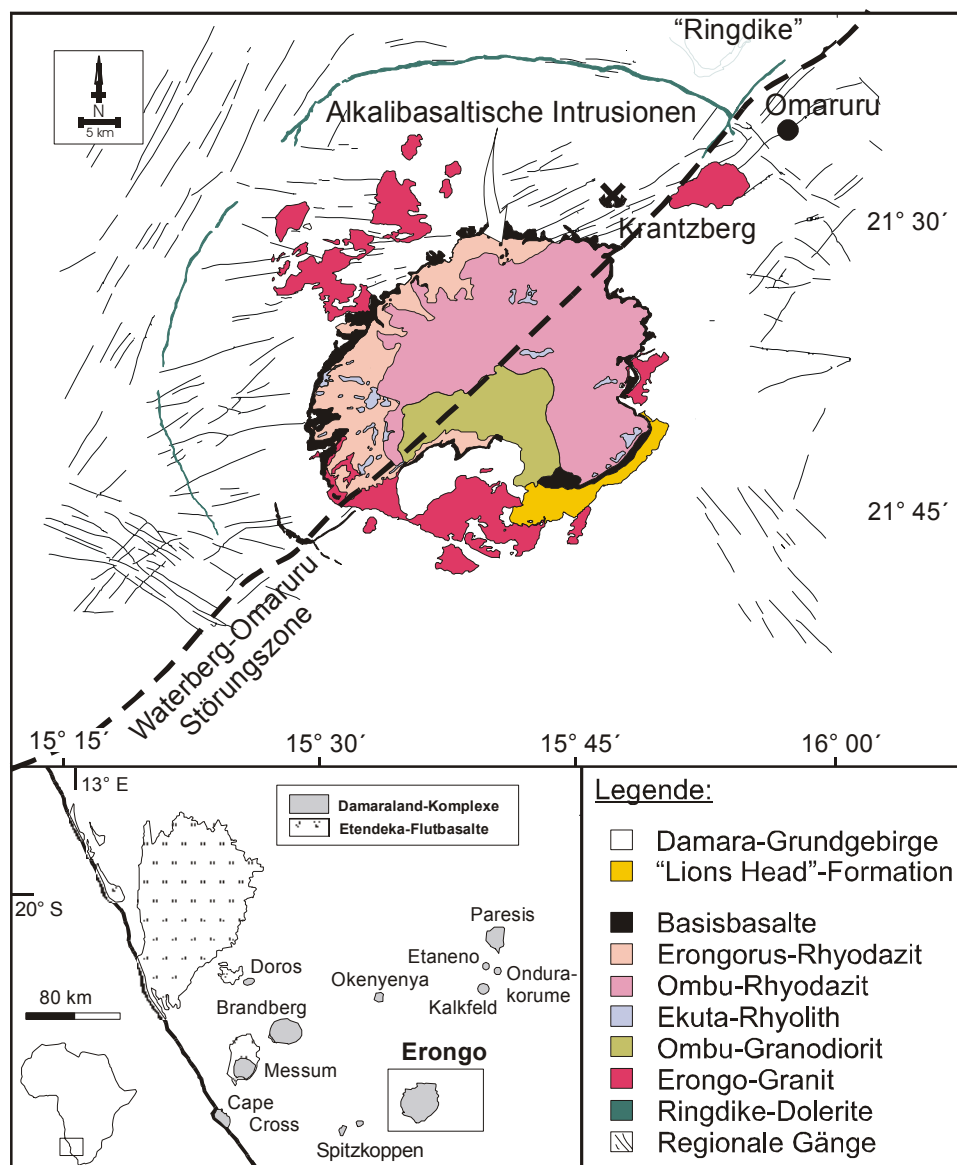 “Ringdike”
N
5 km
Alkalibasaltische Intrusionen
Omaruru
Krantzberg
21° 30´
21° 45´
Waterberg-Omaruru
Störungszone
15° 15´
15° 30´
15° 45´
16° 00´
13° E
Damaraland-Komplexe
Etendeka-Flutbasalte
20° S
80 km
Paresis
Etaneno
Ondura-
korume
Doros
Okenyenya
Kalkfeld
Brandberg
Erongo
Messum
Cape
Cross
Spitzkoppen
Legende:
Damara-Grundgebirge
“Lions Head”-Formation
Basisbasalte
Erongorus-Rhyodazit
Ombu-Rhyodazit
Ekuta-Rhyolith
Ombu-Granodiorit
Erongo-Granit
Ringdike-Dolerite
Regionale Gänge